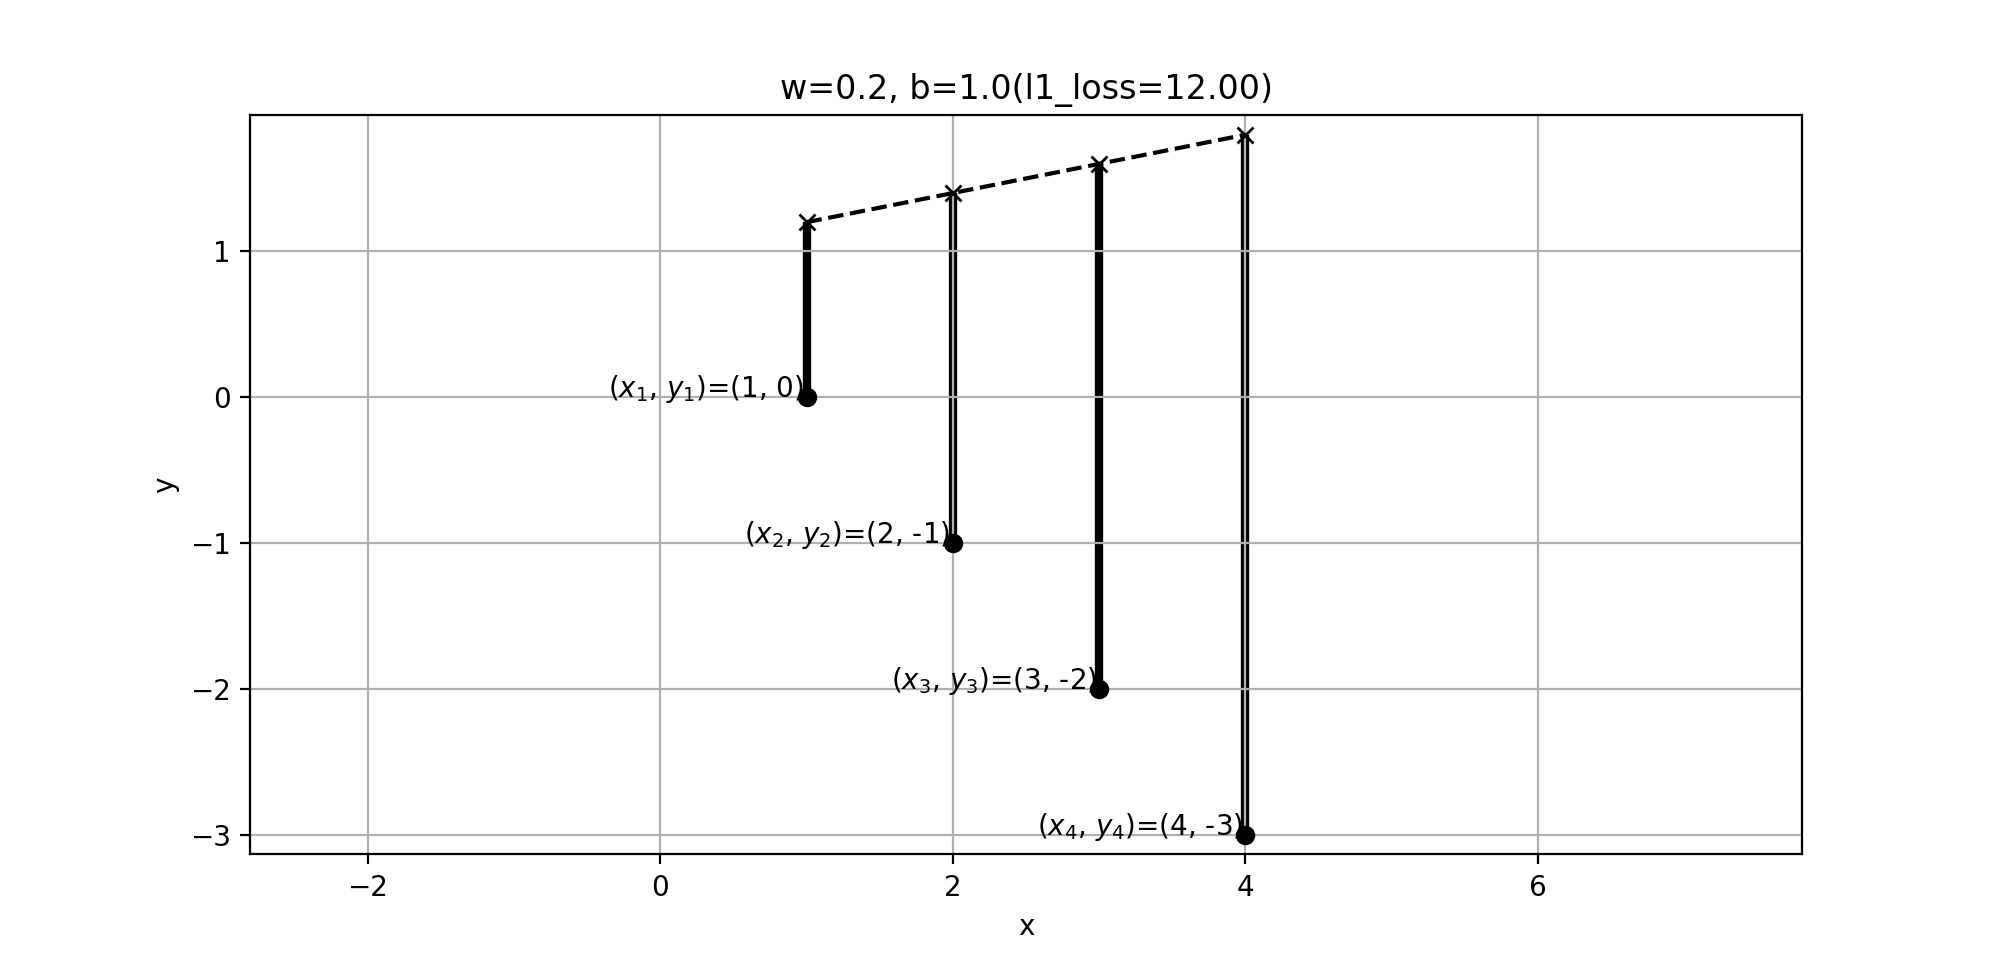 w=0.2, b=1.0(l1_loss=12.00)
1
0
−1
−2
−3
y
(x₁, y₁)=(1, 0)
(x₂, y₂)=(2, -1)
(x₃, y₃)=(3, -2)
(x₄, y₄)=(4, -3)
−2 0 2 4 6
x